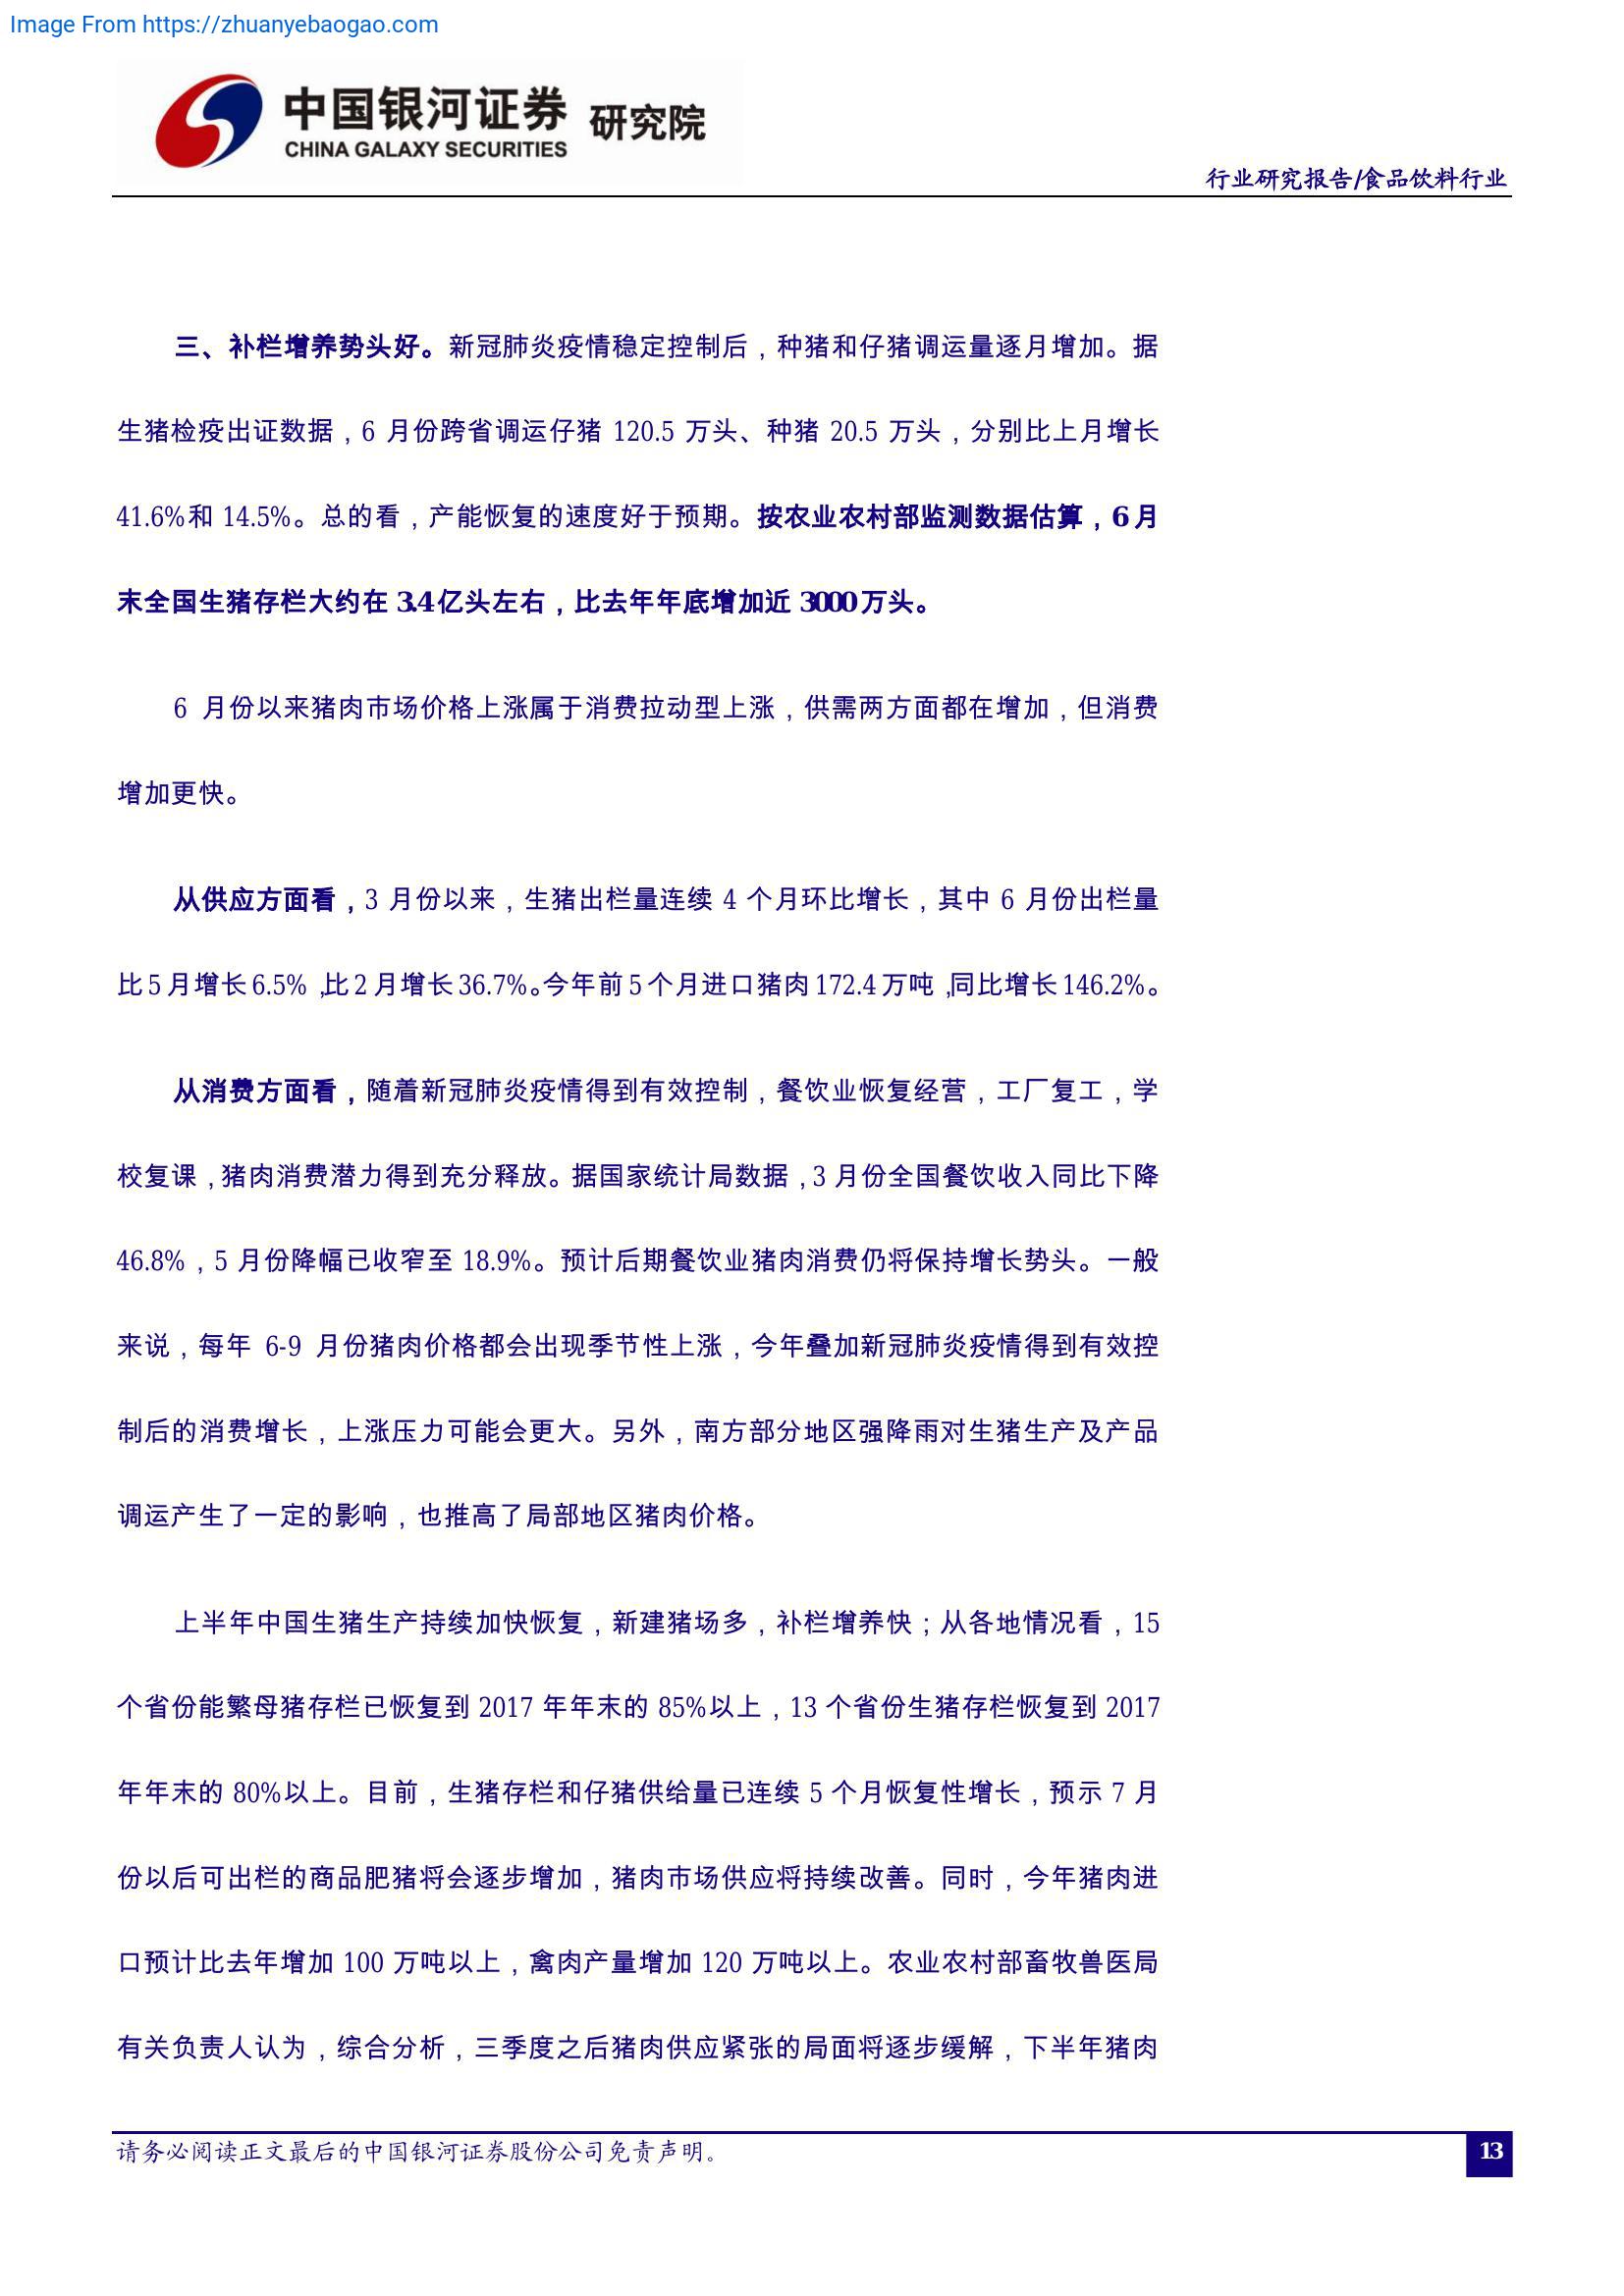 Image From https://zhuanyebaogao.com
中国银河证券 研究院
CHINA GALAXY SECURITIES
行业研究报告/食品饮料行业
三、补栏增养势头好。新冠肺炎疫情稳定控制后，种猪和仔猪调运量逐月增加。据
生猪检疫出证数据，6 月份跨省调运仔猪 120.5 万头、种猪 20.5 万头，分别比上月增长
41.6%和 14.5%。总的看，产能恢复的速度好于预期。按农业农村部监测数据估算，6 月
末全国生猪存栏大约在 3.4 亿头左右，比去年年底增加近 3000 万头。
6 月份以来猪肉市场价格上涨属于消费拉动型上涨，供需两方面都在增加，但消费
增加更快。
从供应方面看，3 月份以来，生猪出栏量连续 4 个月环比增长，其中 6 月份出栏量
比 5 月增长 6.5%，比 2 月增长 36.7%。今年前 5 个月进口猪肉 172.4 万吨，同比增长 146.2%。
从消费方面看，随着新冠肺炎疫情得到有效控制，餐饮业恢复经营，工厂复工，学
校复课，猪肉消费潜力得到充分释放。据国家统计局数据，3 月份全国餐饮收入同比下降
46.8%，5 月份降幅已收窄至 18.9%。预计后期餐饮业猪肉消费仍将保持增长势头。一般
来说，每年 6-9 月份猪肉价格都会出现季节性上涨，今年叠加新冠肺炎疫情得到有效控
制后的消费增长，上涨压力可能会更大。另外，南方部分地区强降雨对生猪生产及产品
调运产生了一定的影响，也推高了局部地区猪肉价格。
上半年中国生猪生产持续加快恢复，新建猪场多，补栏增养快；从各地情况看，15
个省份能繁母猪存栏已恢复到 2017 年年末的 85%以上，13 个省份生猪存栏恢复到 2017
年年末的 80%以上。目前，生猪存栏和仔猪供给量已连续 5 个月恢复性增长，预示 7 月
份以后可出栏的商品肥猪将会逐步增加，猪肉市场供应将持续改善。同时，今年猪肉进
口预计比去年增加 100 万吨以上，禽肉产量增加 120 万吨以上。农业农村部畜牧兽医局
有关负责人认为，综合分析，三季度之后猪肉供应紧张的局面将逐步缓解，下半年猪肉
请务必阅读正文最后的中国银河证券股份公司免责声明。
13